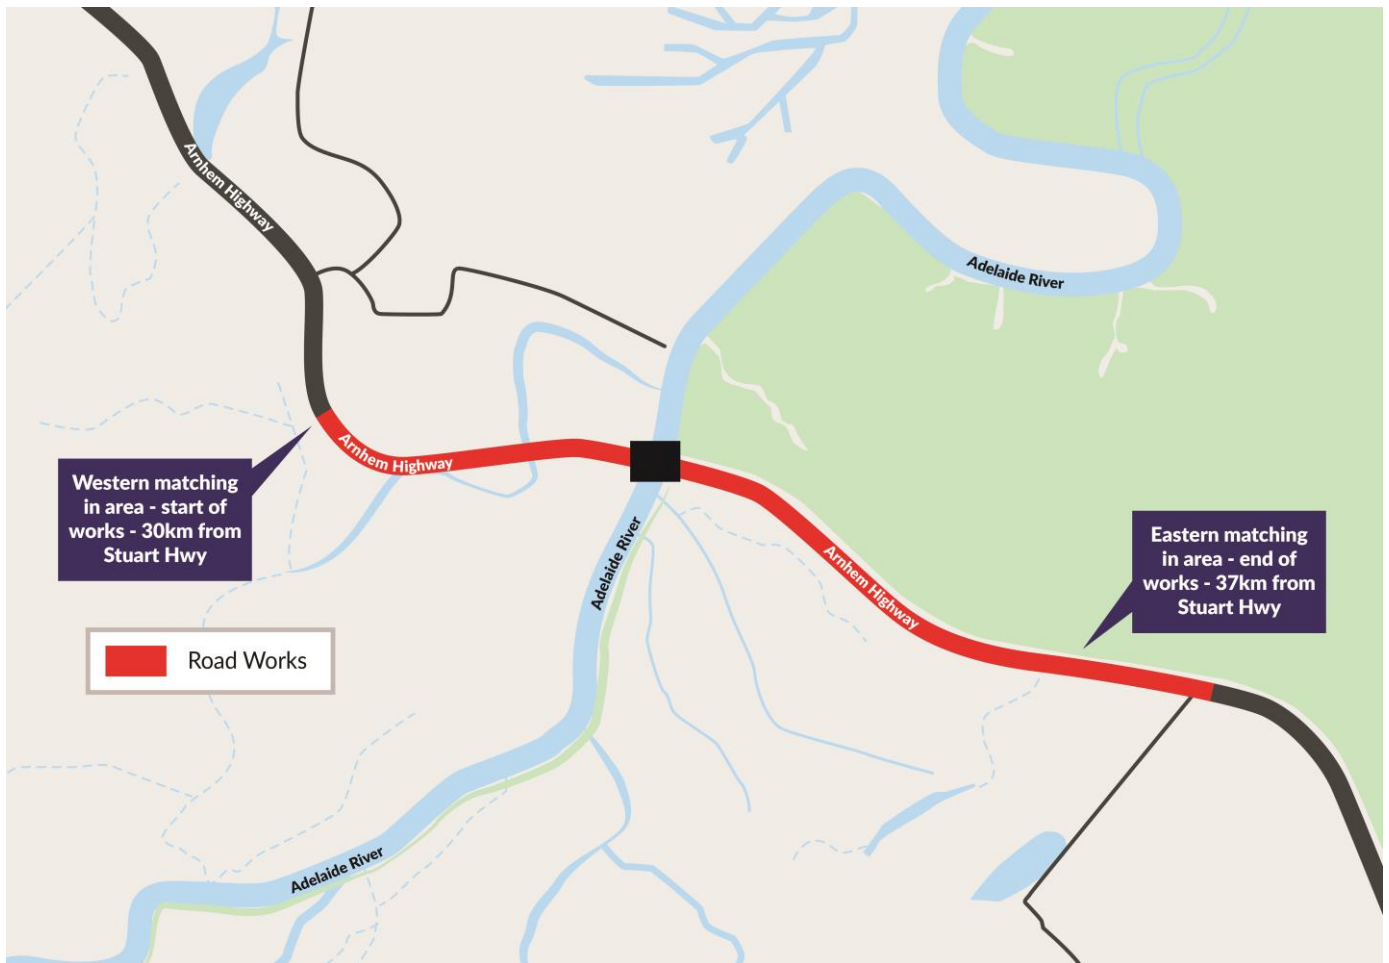 Arnhem Highway
Adelaide River
Arnhem Highway
Western matching
in area - start of
works - 30km from
Stuart Hwy
Adelaide River
Arnhem Highway
Eastern matching
in area - end of
works - 37km from
Stuart Hwy
Road Works
Adelaide River